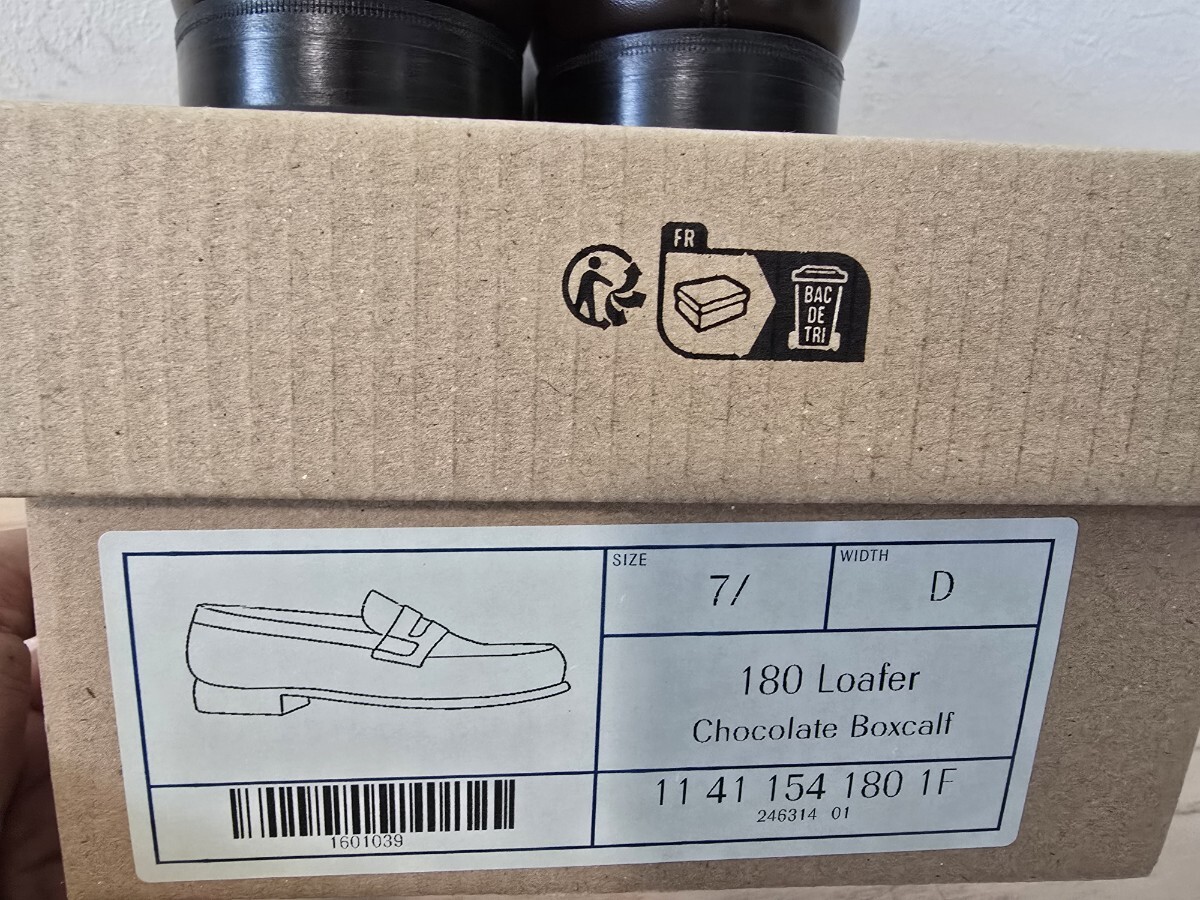 FR
BAC
DE
TRI
SIZE
7/
WIDTH
D
180 Loafer
Chocolate Boxcalf
1601039
11 41 154 180 1F
246314 01